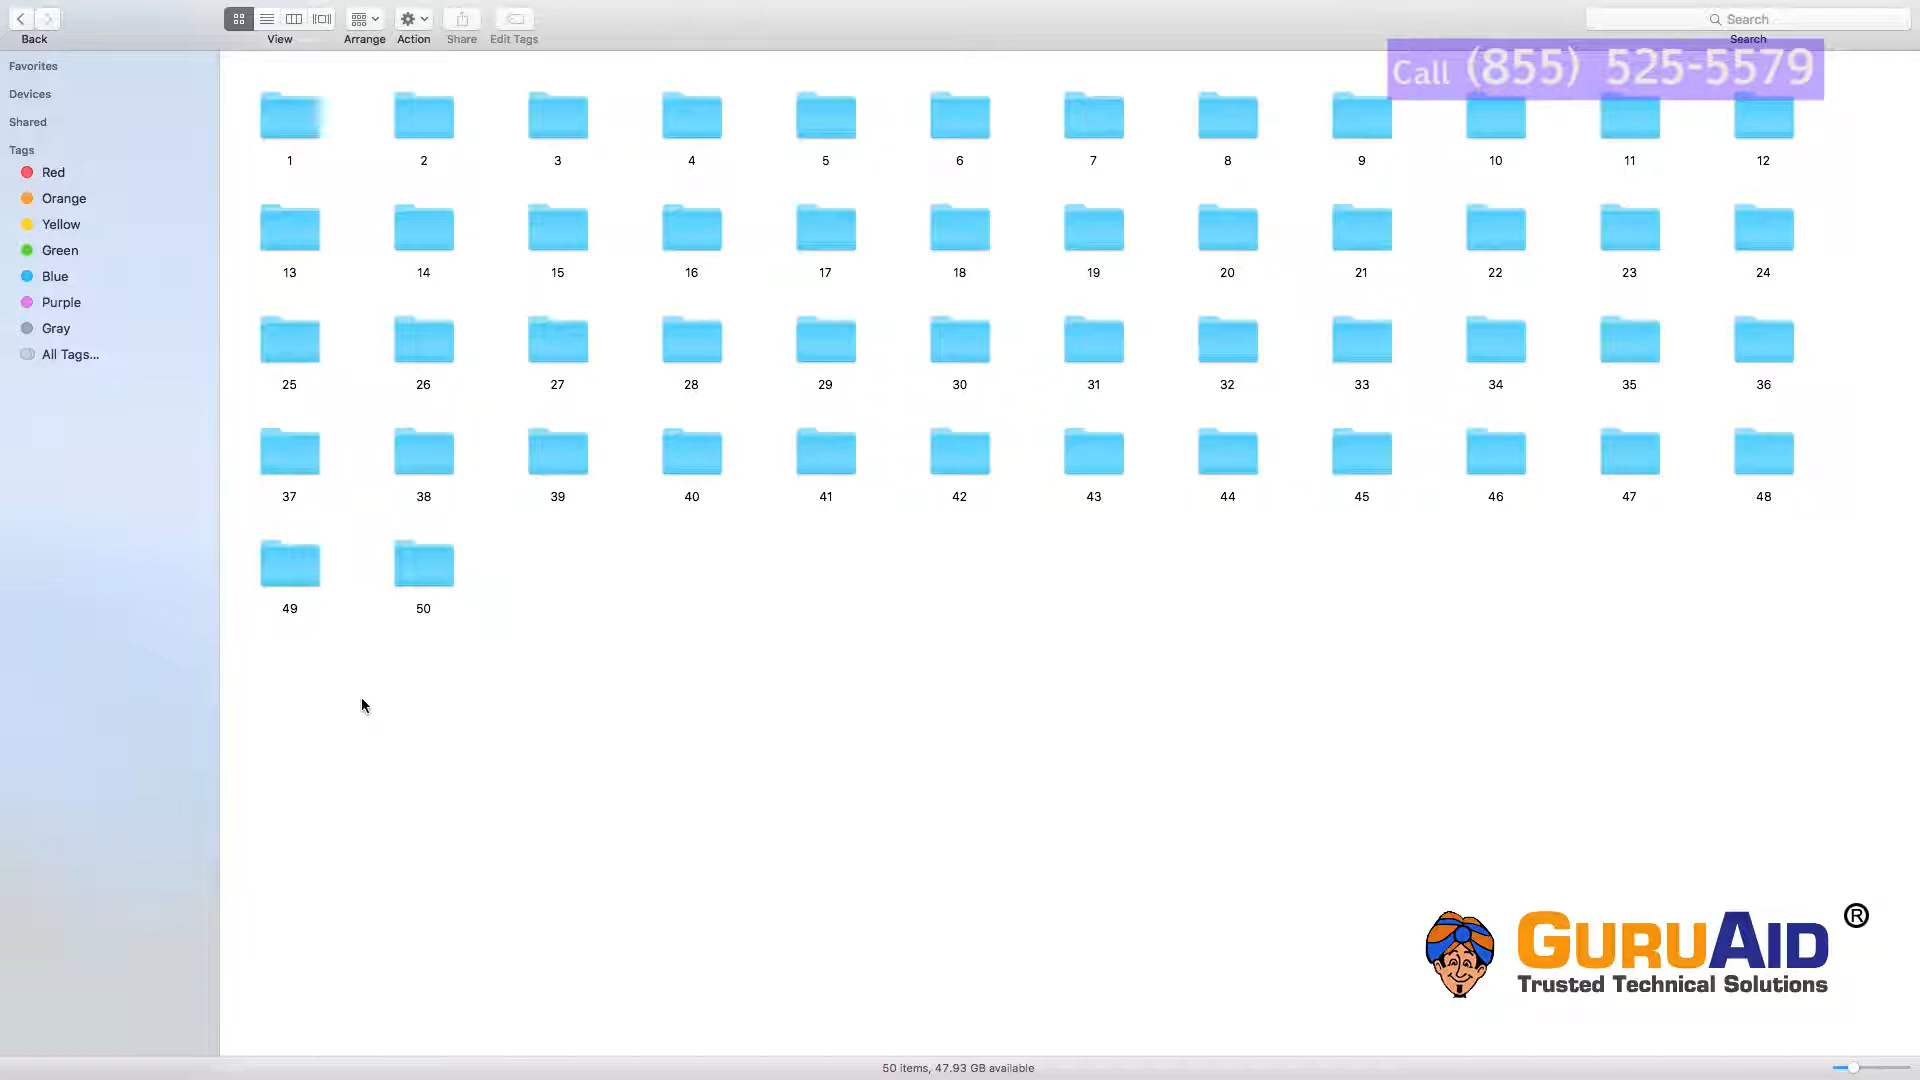 Back
View
Arrange
Action
Share
Edit Tags
Search
Search
Call (855) 525-5579
Favorites
Devices
Shared
Tags
Red
Orange
Yellow
Green
Blue
Purple
Gray
All Tags...
1 2 3 4 5 6 7 8 9 10 11 12
13 14 15 16 17 18 19 20 21 22 23 24
25 26 27 28 29 30 31 32 33 34 35 36
37 38 39 40 41 42 43 44 45 46 47 48
49 50
GURUAID ®
Trusted Technical Solutions
50 items, 47.93 GB available